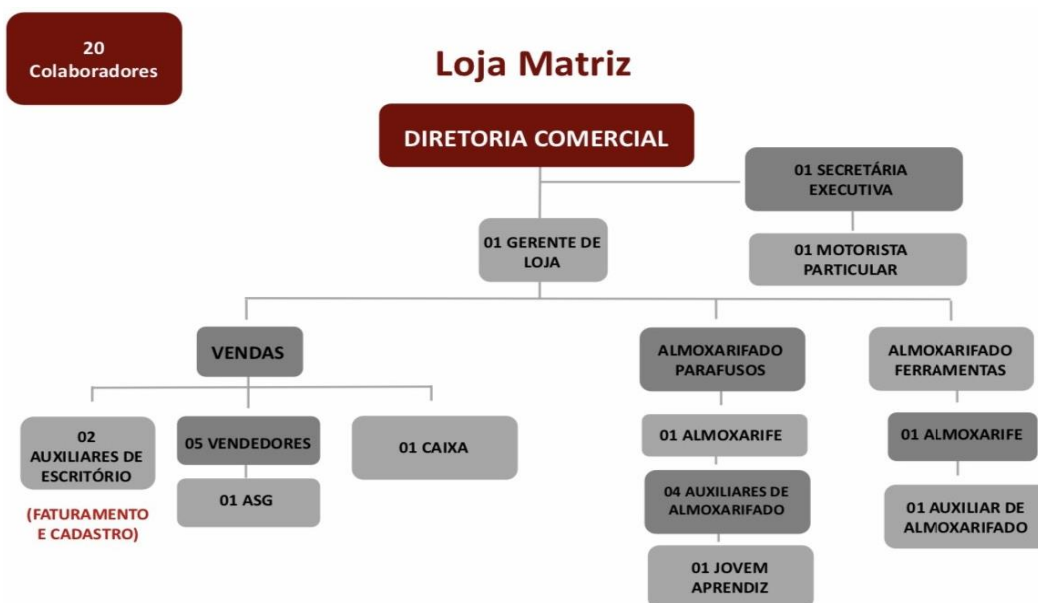 20
Colaboradores
Loja Matriz
DIRETORIA COMERCIAL
01 SECRETÁRIA
EXECUTIVA
01 GERENTE DE
LOJA
01 MOTORISTA
PARTICULAR
VENDAS
ALMOXARIFADO
PARAFUSOS
ALMOXARIFADO
FERRAMENTAS
02
AUXILIARES DE
ESCRITÓRIO
(FATURAMENTO
E CADASTRO)
05 VENDEDORES
01 ASG
01 CAIXA
01 ALMOXARIFE
04 AUXILIARES DE
ALMOXARIFADO
01 JOVEM
APRENDIZ
01 ALMOXARIFE
01 AUXILIAR DE
ALMOXARIFADO